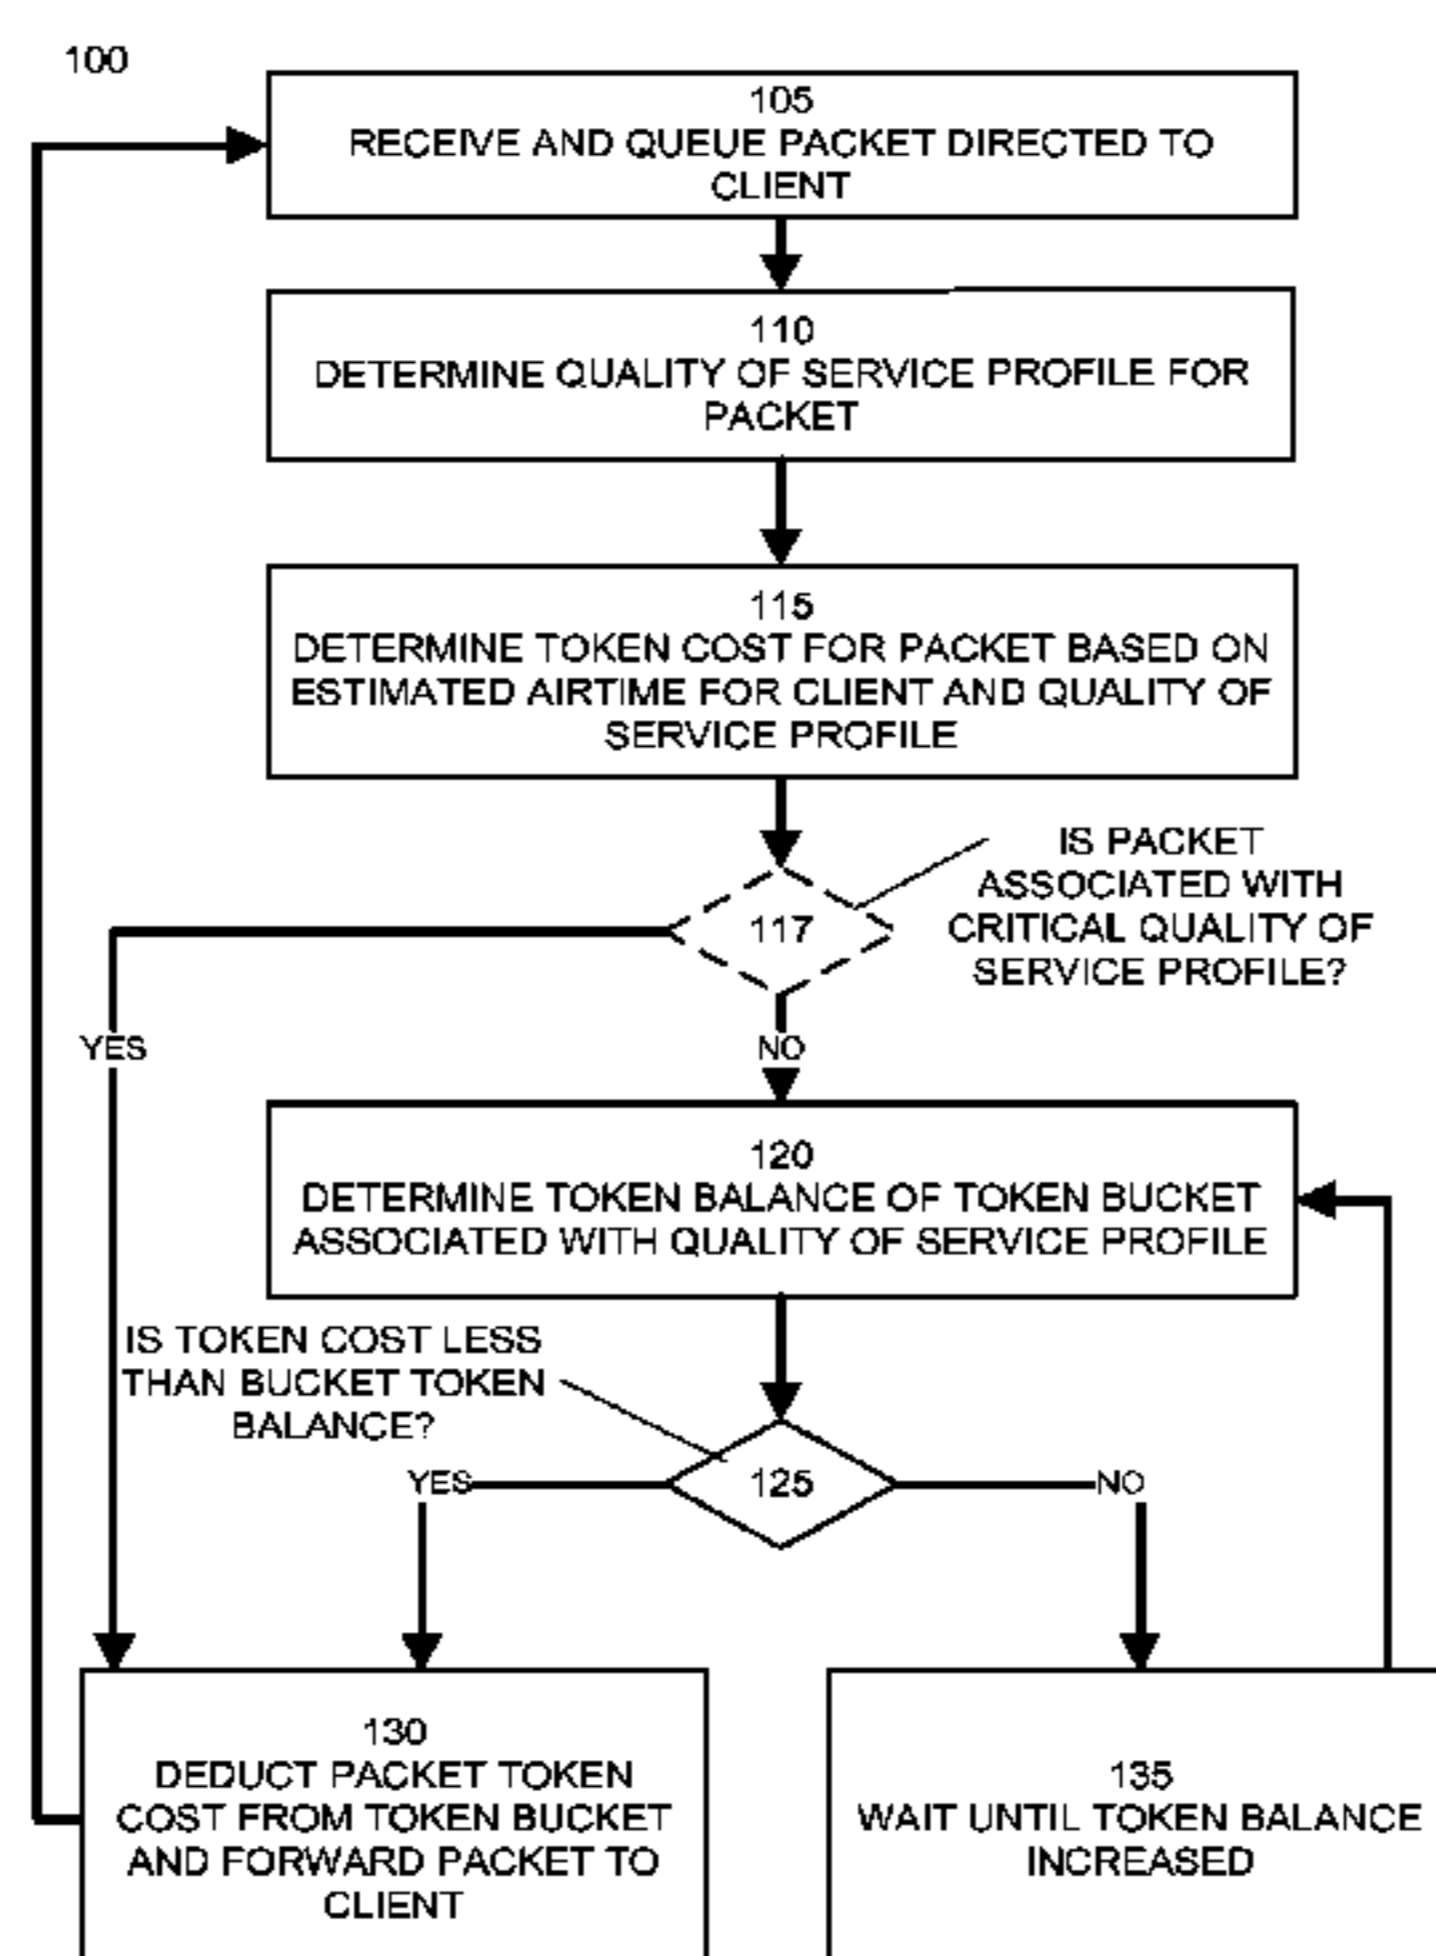 100
105
RECEIVE AND QUEUE PACKET DIRECTED TO
CLIENT
110
DETERMINE QUALITY OF SERVICE PROFILE FOR
PACKET
115
DETERMINE TOKEN COST FOR PACKET BASED ON
ESTIMATED AIRTIME FOR CLIENT AND QUALITY OF
SERVICE PROFILE
IS PACKET
ASSOCIATED WITH
CRITICAL QUALITY OF
SERVICE PROFILE?
117
YES
NO
120
DETERMINE TOKEN BALANCE OF TOKEN BUCKET
ASSOCIATED WITH QUALITY OF SERVICE PROFILE
IS TOKEN COST LESS
THAN BUCKET TOKEN
BALANCE?
YES
125
NO
130
DEDUCT PACKET TOKEN
COST FROM TOKEN BUCKET
AND FORWARD PACKET TO
CLIENT
135
WAIT UNTIL TOKEN BALANCE
INCREASED